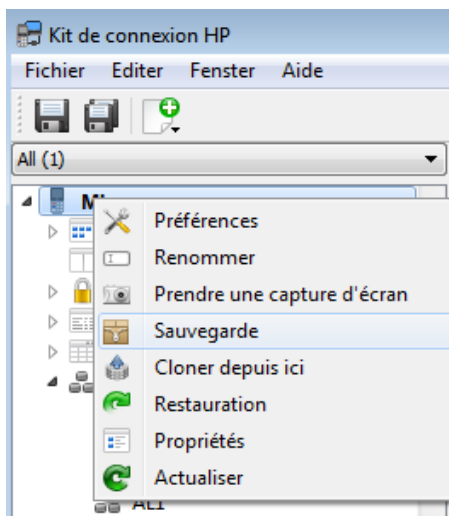 Kit de connexion HP
Fichier Editer Fenster Aide
All (1)
Préférences
Renommer
Prendre une capture d'écran
Sauvegarde
Cloner depuis ici
Restauration
Propriétés
Actualiser